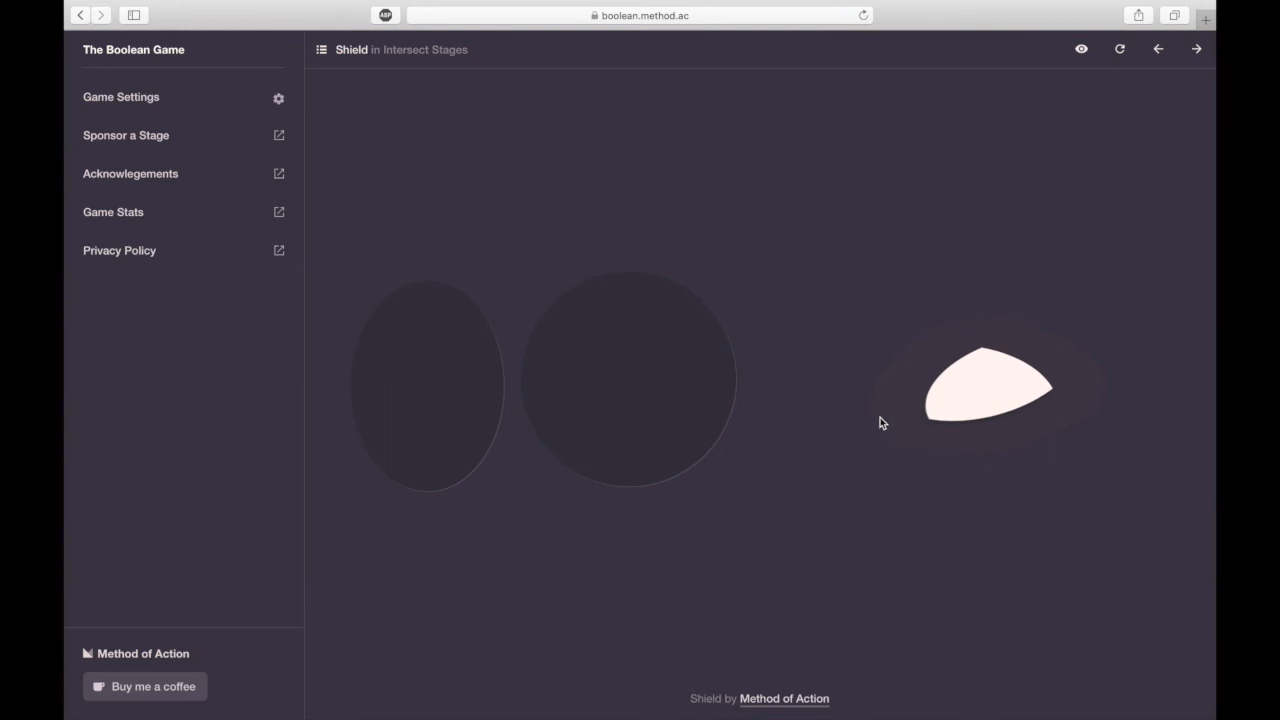 ABP
boolean.method.ac
The Boolean Game
Shield in Intersect Stages
Game Settings
Sponsor a Stage
Acknowlegements
Game Stats
Privacy Policy
Method of Action
Buy me a coffee
Shield by Method of Action